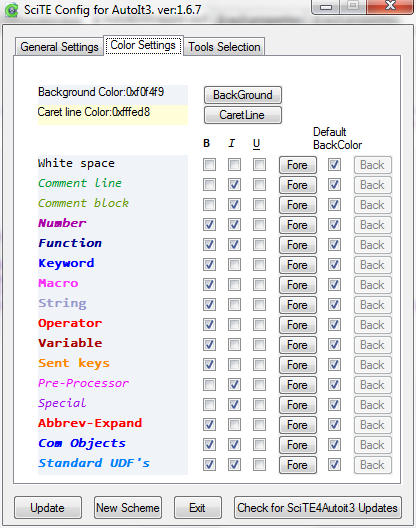 SciTE Config for AutoIt3. ver:1.6.7
General Settings Color Settings Tools Selection
Background Color:0xf0f4f9 BackGround
Caret line Color:0xfffed8 CaretLine
B I U Default BackColor
White space Fore Back
Comment line Fore Back
Comment block Fore Back
Number Fore Back
Function Fore Back
Keyword Fore Back
Macro Fore Back
String Fore Back
Operator Fore Back
Variable Fore Back
Sent keys Fore Back
Pre-Processor Fore Back
Special Fore Back
Abbrev-Expand Fore Back
Com Objects Fore Back
Standard UDF's Fore Back
Update New Scheme Exit Check for SciTE4Autoit3 Updates